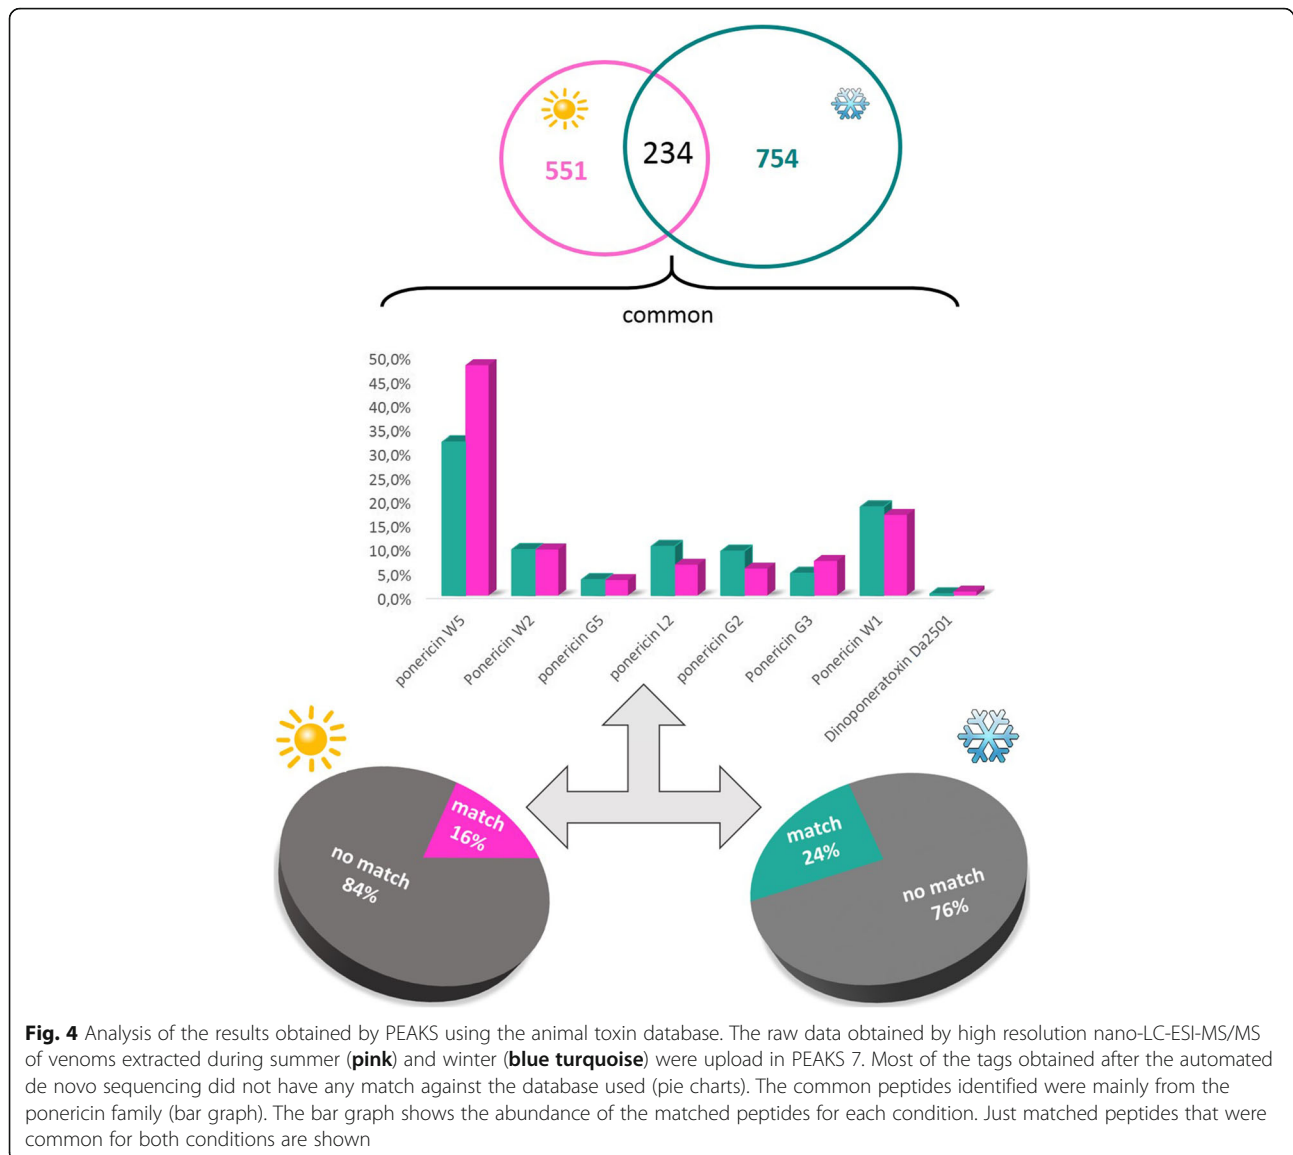 551
234
754
common
50,0%
45,0%
40,0%
35,0%
30,0%
25,0%
20,0%
15,0%
10,0%
5,0%
0,0%
ponericin W5
Ponericin W2
ponericin G5
ponericin L2
ponericin G2
Ponericin G3
Ponericin W1
Dinoponeratoxin Da2501
match
16%
no match
84%
match
24%
no match
76%
Fig. 4 Analysis of the results obtained by PEAKS using the animal toxin database. The raw data obtained by high resolution nano-LC-ESI-MS/MS
of venoms extracted during summer (pink) and winter (blue turquoise) were upload in PEAKS 7. Most of the tags obtained after the automated
de novo sequencing did not have any match against the database used (pie charts). The common peptides identified were mainly from the
ponericin family (bar graph). The bar graph shows the abundance of the matched peptides for each condition. Just matched peptides that were
common for both conditions are shown